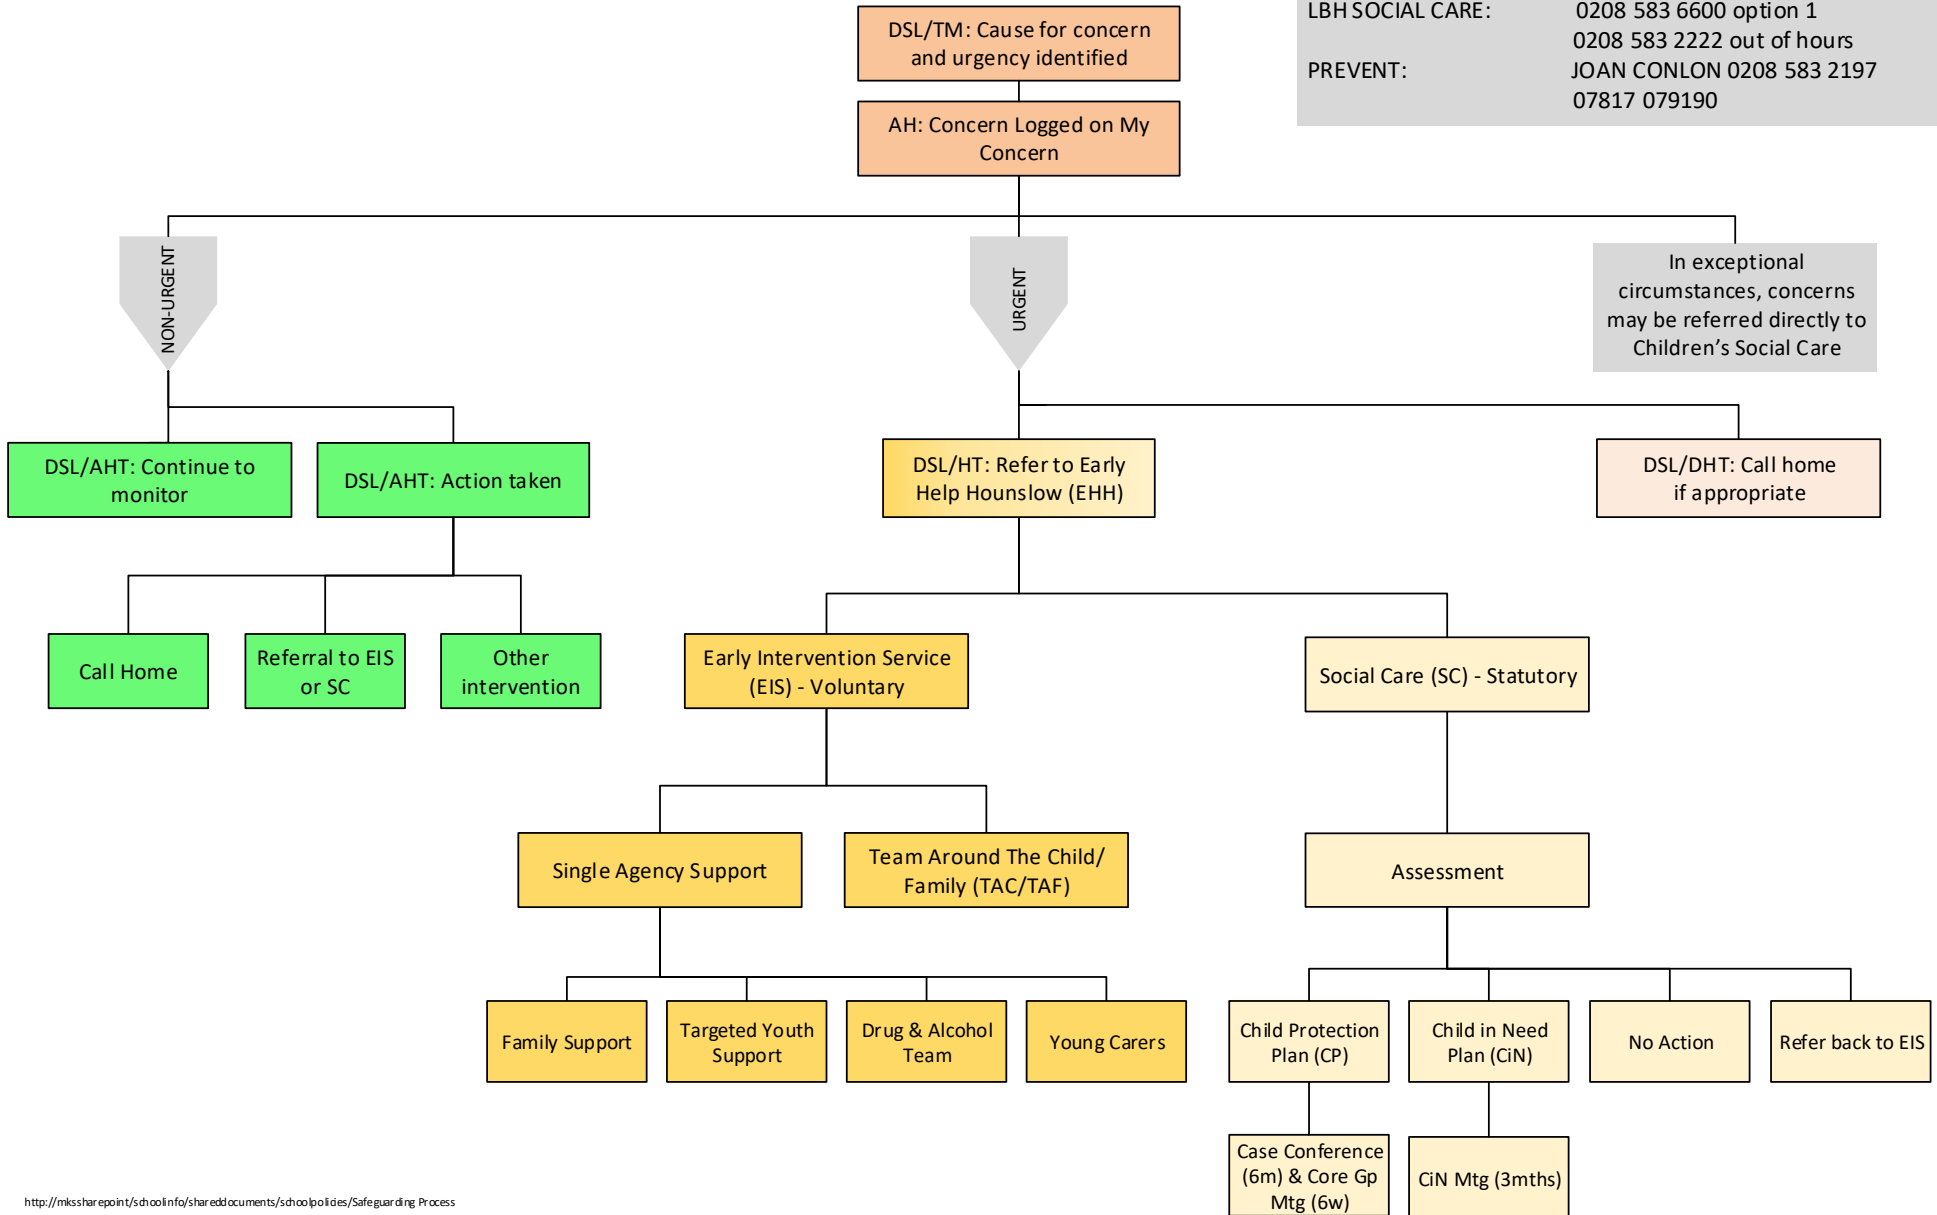 LBH SOCIAL CARE: 0208 583 6600 option 1
0208 583 2222 out of hours
PREVENT: JOAN CONLON 0208 583 2197
07817 079190
DSL/TM: Cause for concern
and urgency identified
AH: Concern Logged on My
Concern
NON-URGENT
URGENT
In exceptional
circumstances, concerns
may be referred directly to
Children's Social Care
DSL/AHT: Continue to
monitor
DSL/AHT: Action taken
DSL/HT: Refer to Early
Help Hounslow (EHH)
DSL/DHT: Call home
if appropriate
Call Home
Referral to EIS
or SC
Other
intervention
Early Intervention Service
(EIS) - Voluntary
Social Care (SC) - Statutory
Single Agency Support
Team Around The Child/
Family (TAC/TAF)
Assessment
Family Support
Targeted Youth
Support
Drug & Alcohol
Team
Young Carers
Child Protection
Plan (CP)
Child in Need
Plan (CiN)
No Action
Refer back to EIS
Case Conference
(6m) & Core Gp
Mtg (6w)
CiN Mtg (3mths)
http://mkssharepoint/schoolinfo/shareddocuments/schoolpolicies/Safeguarding Process